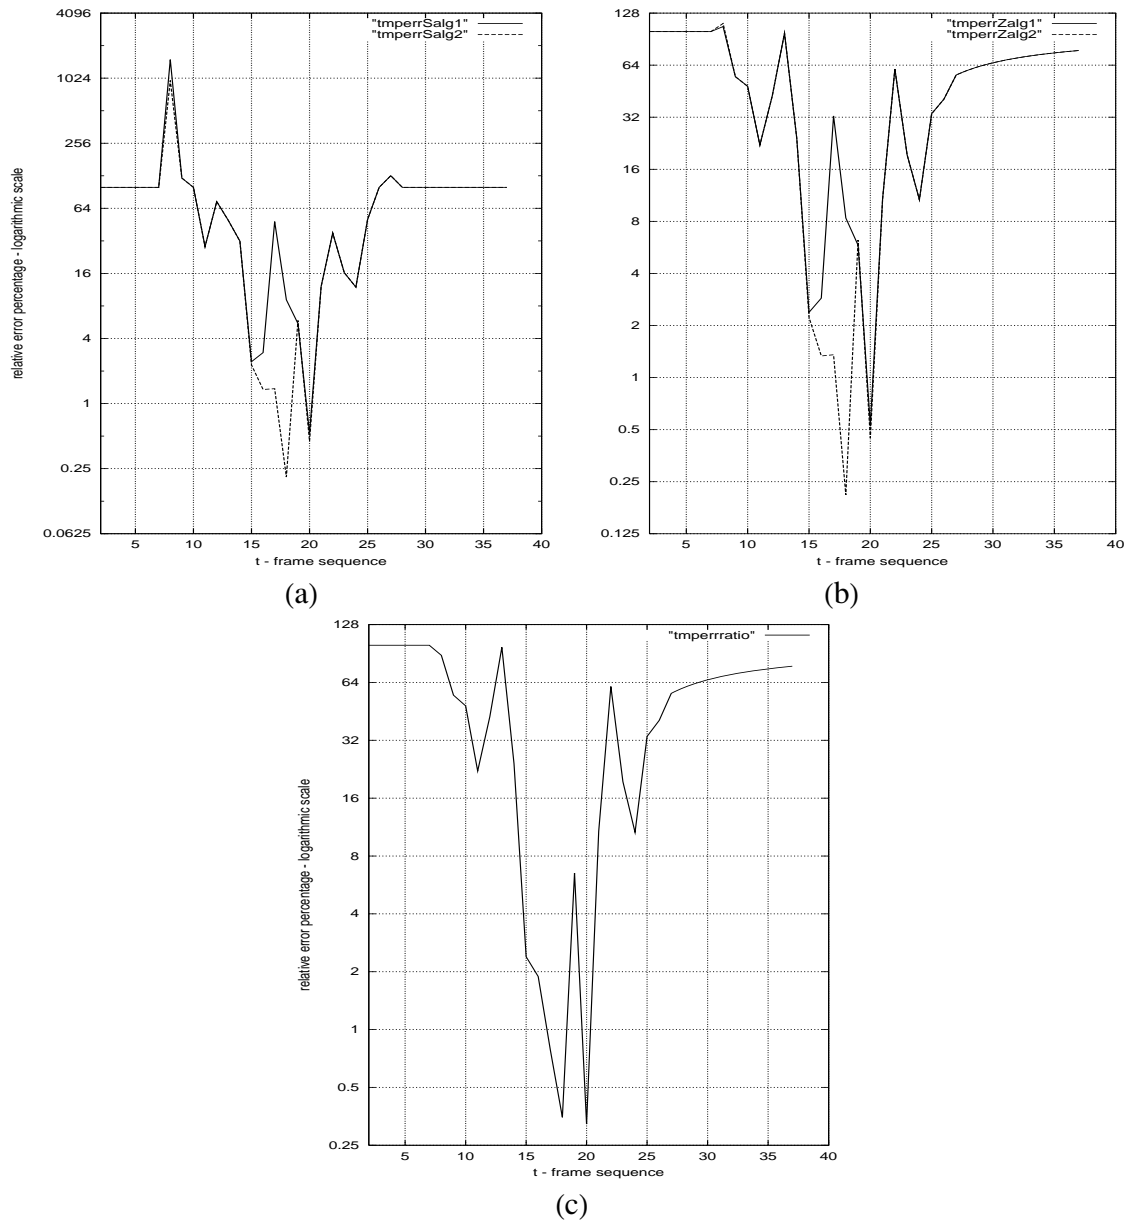 4096
1024
256
64
16
4
1
0.25
0.0625
relative error percentage - logarithmic scale
"tmperrSalg1"
"tmperrSalg2"
5 10 15 20 25 30 35 40
t - frame sequence
(a)
128
64
32
16
8
4
2
1
0.5
0.25
0.125
"tmperrZalg1"
"tmperrZalg2"
5 10 15 20 25 30 35 40
t - frame sequence
(b)
128
64
32
16
8
4
2
1
0.5
0.25
relative error percentage - logarithmic scale
"tmperrratio"
5 10 15 20 25 30 35 40
t - frame sequence
(c)